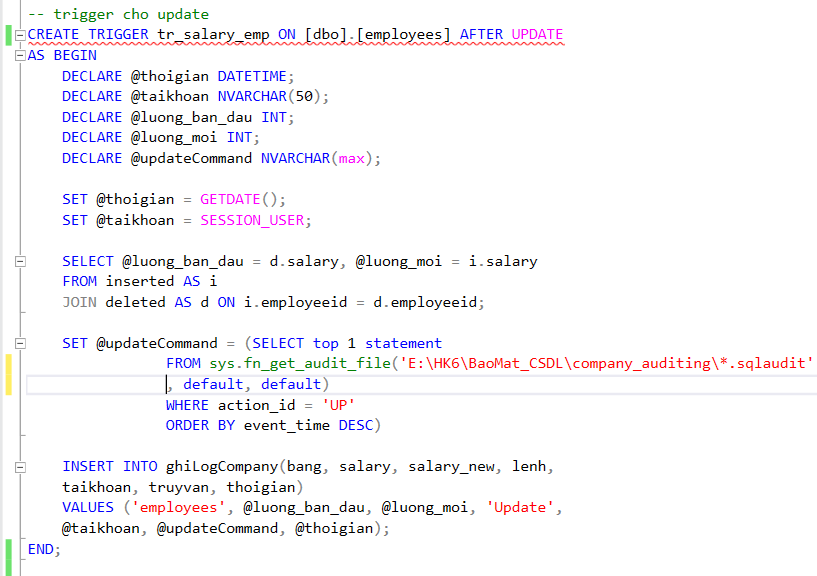 -- trigger cho update
CREATE TRIGGER tr_salary_emp ON [dbo].[employees] AFTER UPDATE
AS BEGIN
    DECLARE @thoigian DATETIME;
    DECLARE @taikhoan NVARCHAR(50);
    DECLARE @luong_ban_dau INT;
    DECLARE @luong_moi INT;
    DECLARE @updateCommand NVARCHAR(max);

    SET @thoigian = GETDATE();
    SET @taikhoan = SESSION_USER;

    SELECT @luong_ban_dau = d.salary, @luong_moi = i.salary
    FROM inserted AS i
    JOIN deleted AS d ON i.employeeid = d.employeeid;

    SET @updateCommand = (SELECT top 1 statement
                FROM sys.fn_get_audit_file('E:\HK6\BaoMat_CSDL\company_auditing\*.sqlaudit'
                , default, default)
                WHERE action_id = 'UP'
                ORDER BY event_time DESC)

    INSERT INTO ghiLogCompany(bang, salary, salary_new, lenh,
    taikhoan, truyvan, thoigian)
    VALUES ('employees', @luong_ban_dau, @luong_moi, 'Update',
    @taikhoan, @updateCommand, @thoigian);
END;